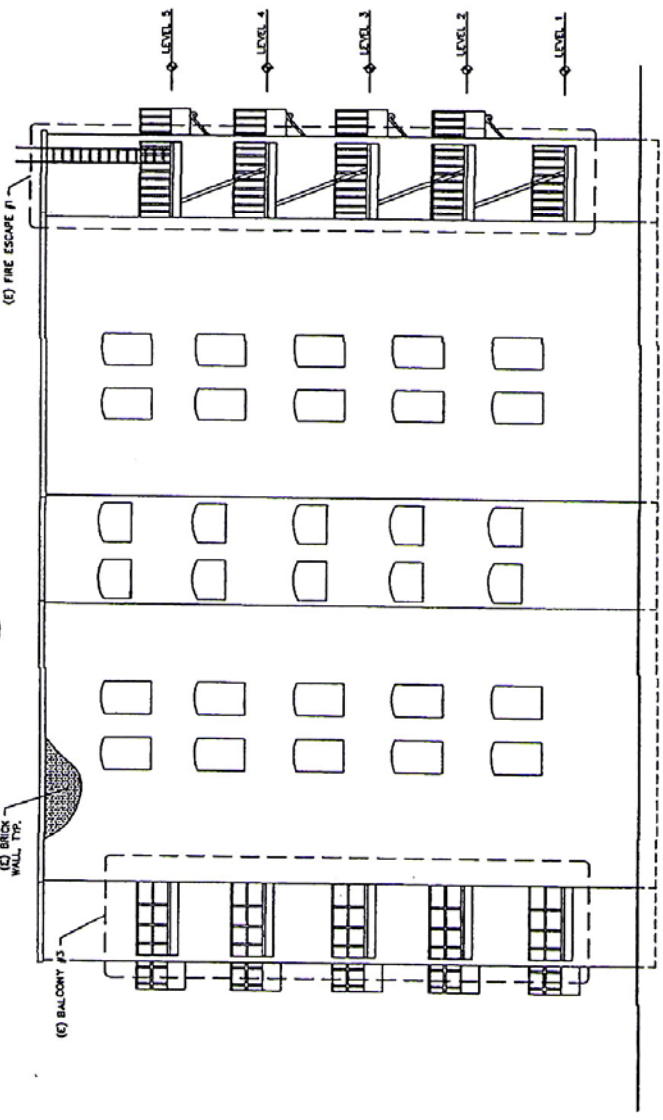 LEVEL 5
LEVEL 4
LEVEL 3
LEVEL 2
LEVEL 1
(E) FIRE ESCAPE #1
(E) BRICK
WALL, TYP.
(E) BALCONY #3